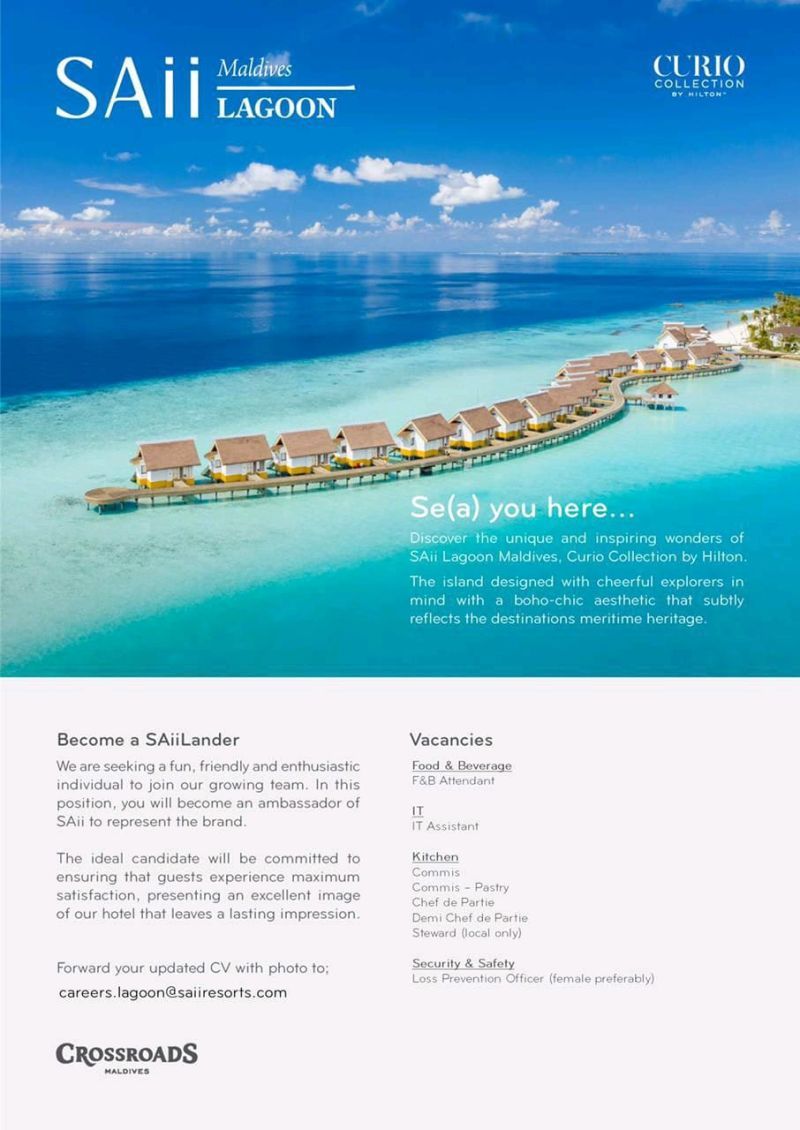 SAii Maldives
LAGOON
CURIO
COLLECTION
BY HILTON™
Se(a) you here...
Discover the unique and inspiring wonders of
SAii Lagoon Maldives, Curio Collection by Hilton.
The island designed with cheerful explorers in
mind with a boho-chic aesthetic that subtly
reflects the destinations meritime heritage.
Become a SAiiLander
We are seeking a fun, friendly and enthusiastic
individual to join our growing team. In this
position, you will become an ambassador of
SAii to represent the brand.
The ideal candidate will be committed to
ensuring that guests experience maximum
satisfaction, presenting an excellent image
of our hotel that leaves a lasting impression.
Forward your updated CV with photo to;
careers.lagoon@saiiresorts.com
CROSSROADS
MALDIVES
Vacancies
Food & Beverage
F&B Attendant
IT
IT Assistant
Kitchen
Commis
Commis – Pastry
Chef de Partie
Demi Chef de Partie
Steward (local only)
Security & Safety
Loss Prevention Officer (female preferably)